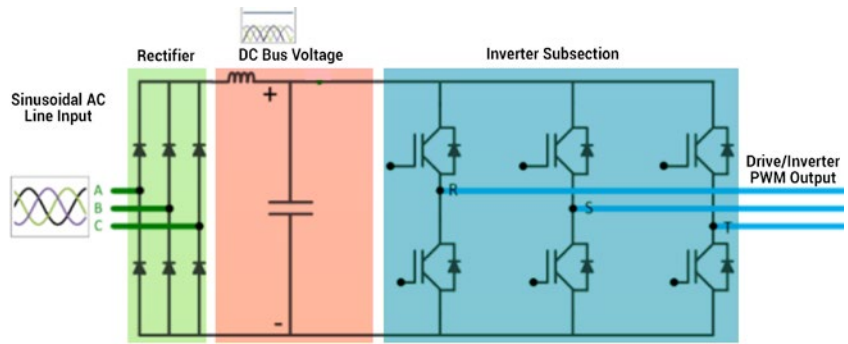 Rectifier
DC Bus Voltage
Inverter Subsection
Sinusoidal AC
Line Input
+
Drive/Inverter
PWM Output
A
R
B
S
C
T
-